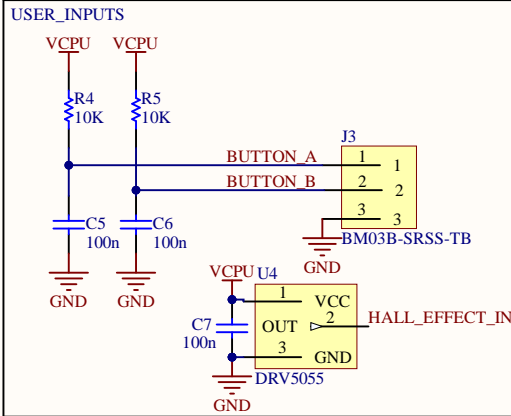 USER_INPUTS
VCPU VCPU
R4 R5
10K 10K
J3
BUTTON_A 1 1
BUTTON_B 2 2
3 3
C5 C6
100n 100n
BM03B-SRSS-TB
GND GND GND
VCPU U4
1 VCC
C7 OUT 2 HALL_EFFECT_IN
100n
3 GND
DRV5055
GND